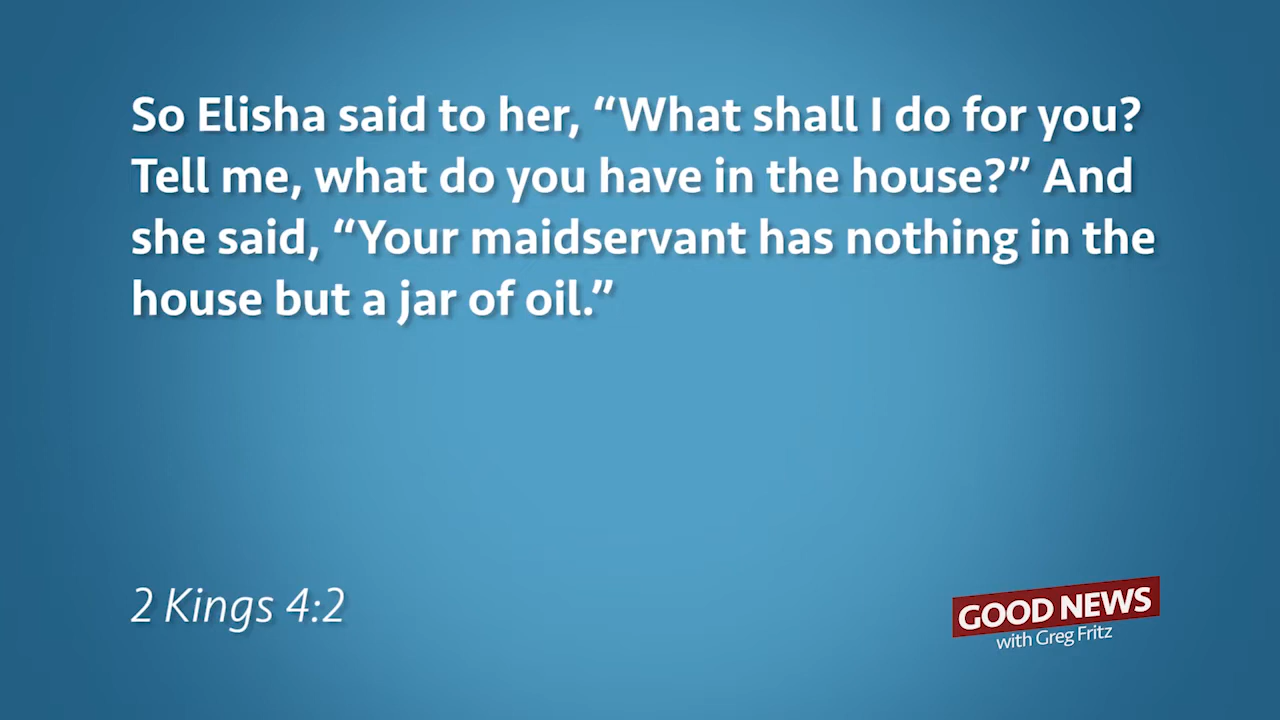 So Elisha said to her, “What shall I do for you?
Tell me, what do you have in the house?” And
she said, “Your maidservant has nothing in the
house but a jar of oil.”
2 Kings 4:2
GOOD NEWS
with Greg Fritz